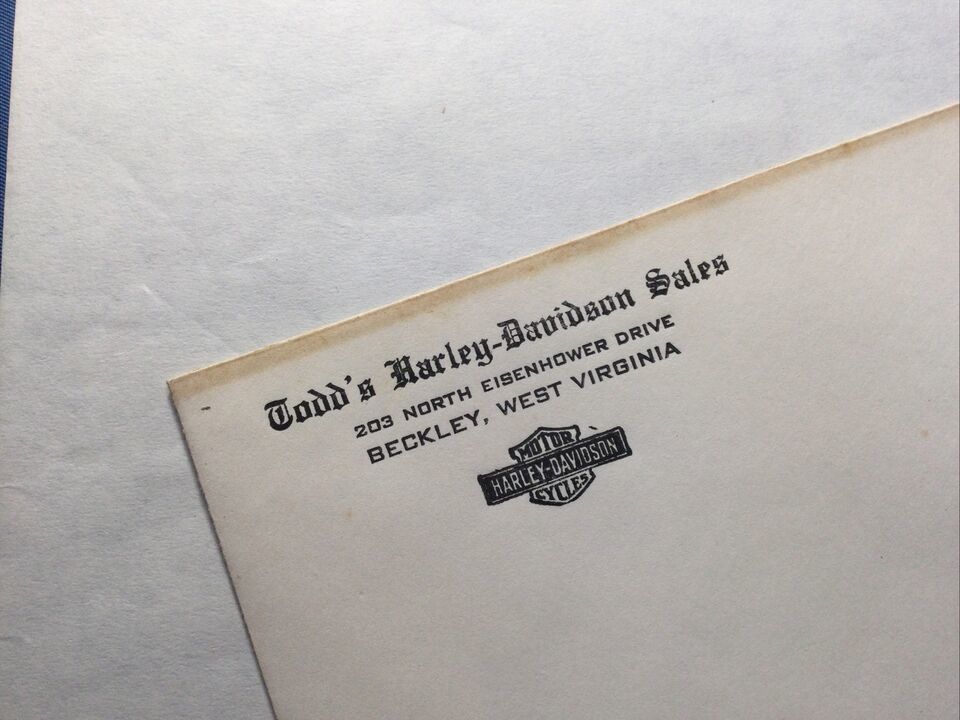 Todd's Harley-Davidson Sales
203 NORTH EISENHOWER DRIVE
BECKLEY, WEST VIRGINIA
MOTOR
HARLEY-DAVIDSON
CYCLES